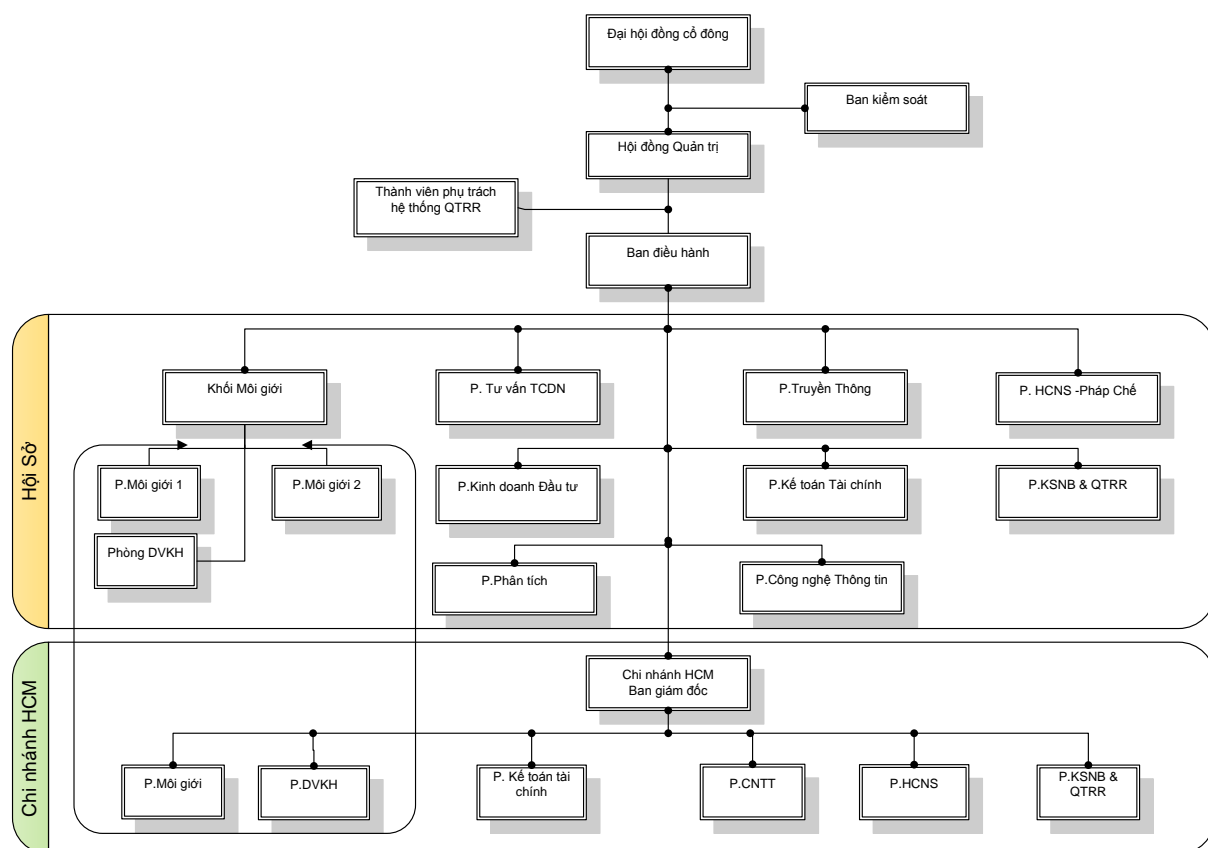 Đại hội đồng cổ đông
Ban kiểm soát
Hội đồng Quản trị
Thành viên phụ trách
hệ thống QTRR
Ban điều hành
Hội Sở
Khối Môi giới
P. Tư vấn TCDN
P.Truyền Thông
P. HCNS -Pháp Chế
P.Môi giới 1
P.Môi giới 2
P.Kinh doanh Đầu tư
P.Kế toán Tài chính
P.KSNB & QTRR
Phòng DVKH
P.Phân tích
P.Công nghệ Thông tin
Chi nhánh HCM
Chi nhánh HCM
Ban giám đốc
P.Môi giới
P.DVKH
P. Kế toán tài
chính
P.CNTT
P.HCNS
P.KSNB &
QTRR